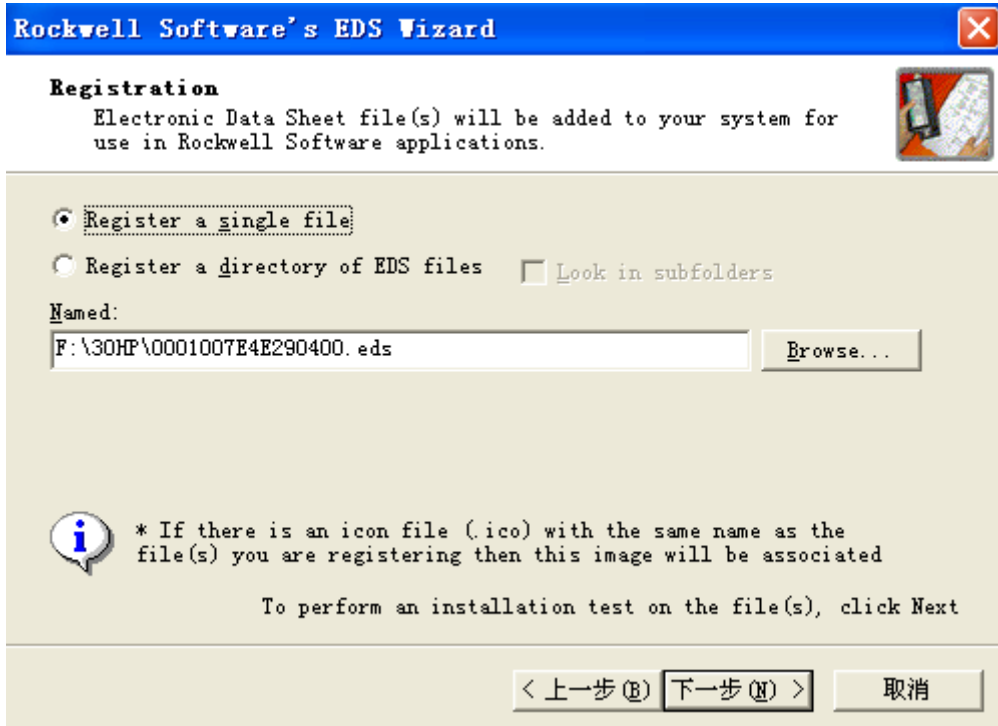 Rockwell Software's EDS Wizard
Registration
Electronic Data Sheet file(s) will be added to your system for
use in Rockwell Software applications.
Register a single file
Register a directory of EDS files Look in subfolders
Named:
F:\30HP\0001007E4E290400.eds Browse...
* If there is an icon file (.ico) with the same name as the
file(s) you are registering then this image will be associated
To perform an installation test on the file(s), click Next
< 上一步(B) 下一步(N) > 取消